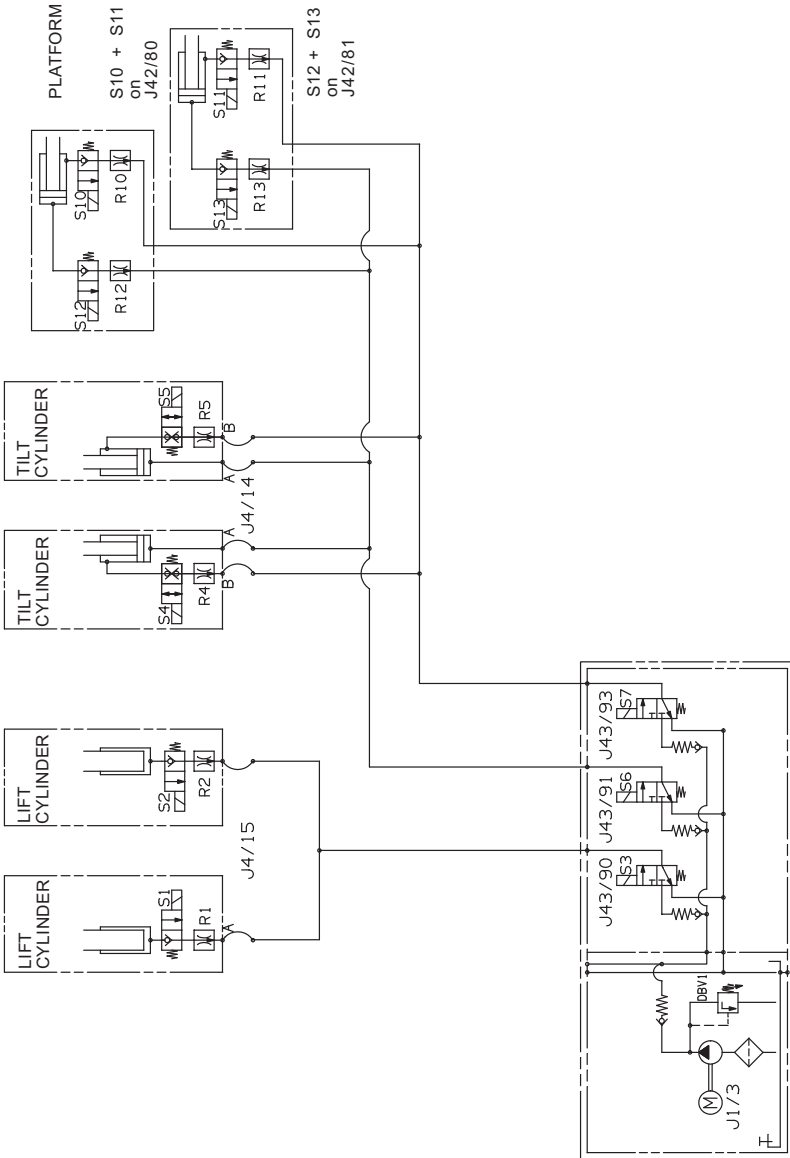 PLATFORM
S10 + S11
on
J42/80
S12 + S13
on
J42/81
S11
R11
S13
R13
S10
R10
S12
R12
TILT
CYLINDER
S5
R5
B
A
J4/14
TILT
CYLINDER
A
B
S4
R4
LIFT
CYLINDER
S2
R2
J4/15
LIFT
CYLINDER
S1
R1
A
J43/93
S7
J43/91
S6
J43/90
S3
DBV1
M
J1/3